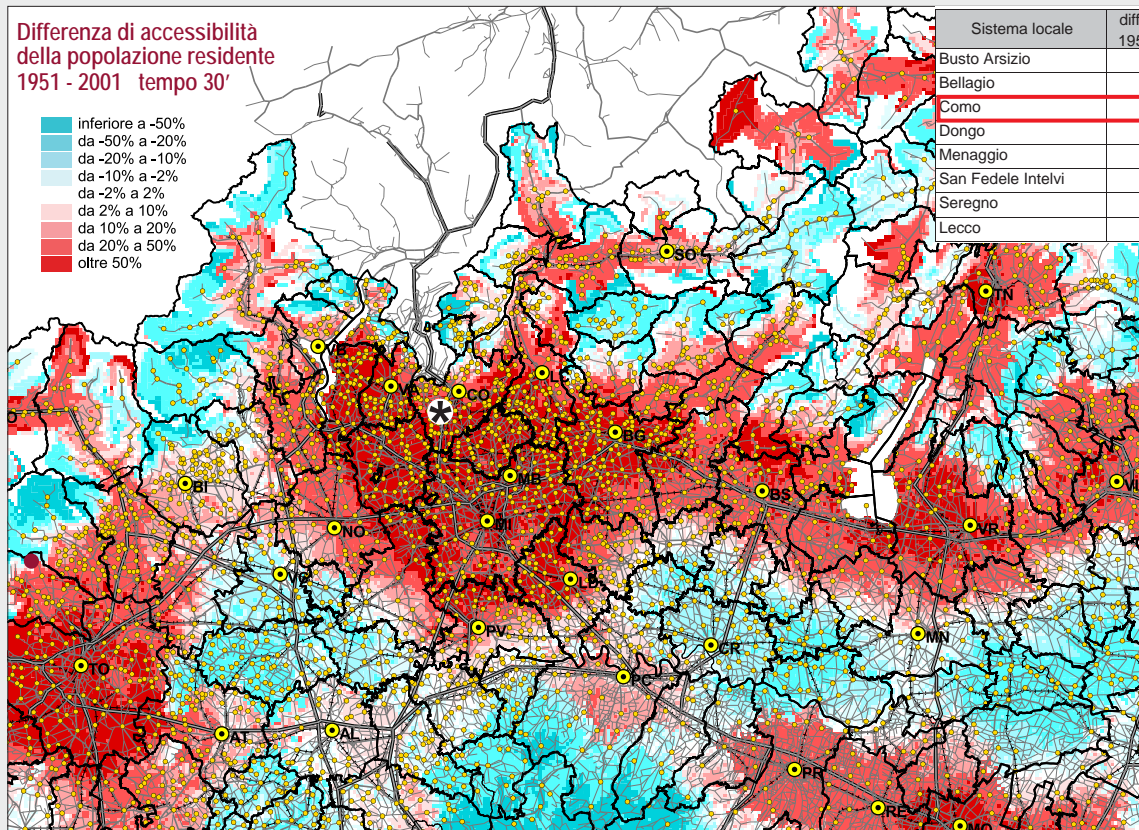 Differenza di accessibilità
della popolazione residente
1951 - 2001 tempo 30'
inferiore a -50%
da -50% a -20%
da -20% a -10%
da -10% a -2%
da -2% a 2%
da 2% a 10%
da 10% a 20%
da 20% a 50%
oltre 50%
Sistema locale
diff
195
Busto Arsizio
Bellagio
Como
Dongo
Menaggio
San Fedele Intelvi
Seregno
Lecco
SO
TN
CO
BG
BI
MB
BS
NO
MI
VR
PV
MN
CR
TO
PC
AT
AL
PR
RE